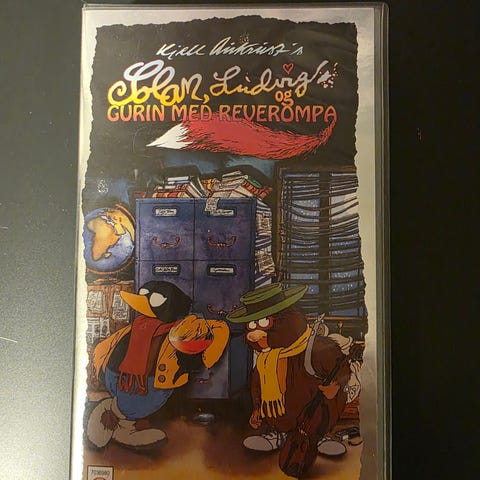 Kjell Aukrust's
Solan, Ludvig
og
GURIN MED REVEROMPA